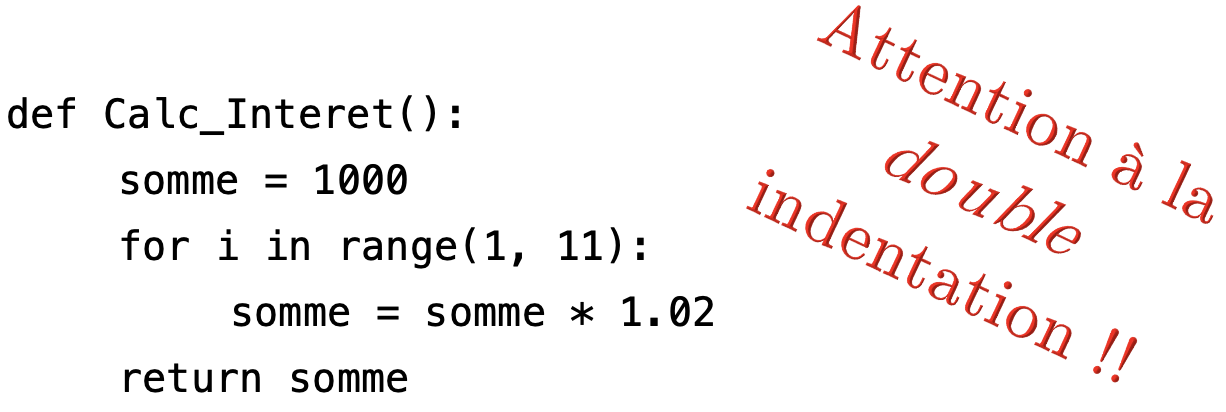 def Calc_Interet():
    somme = 1000
    for i in range(1, 11):
        somme = somme * 1.02
    return somme
Attention à la
double
indentation !!